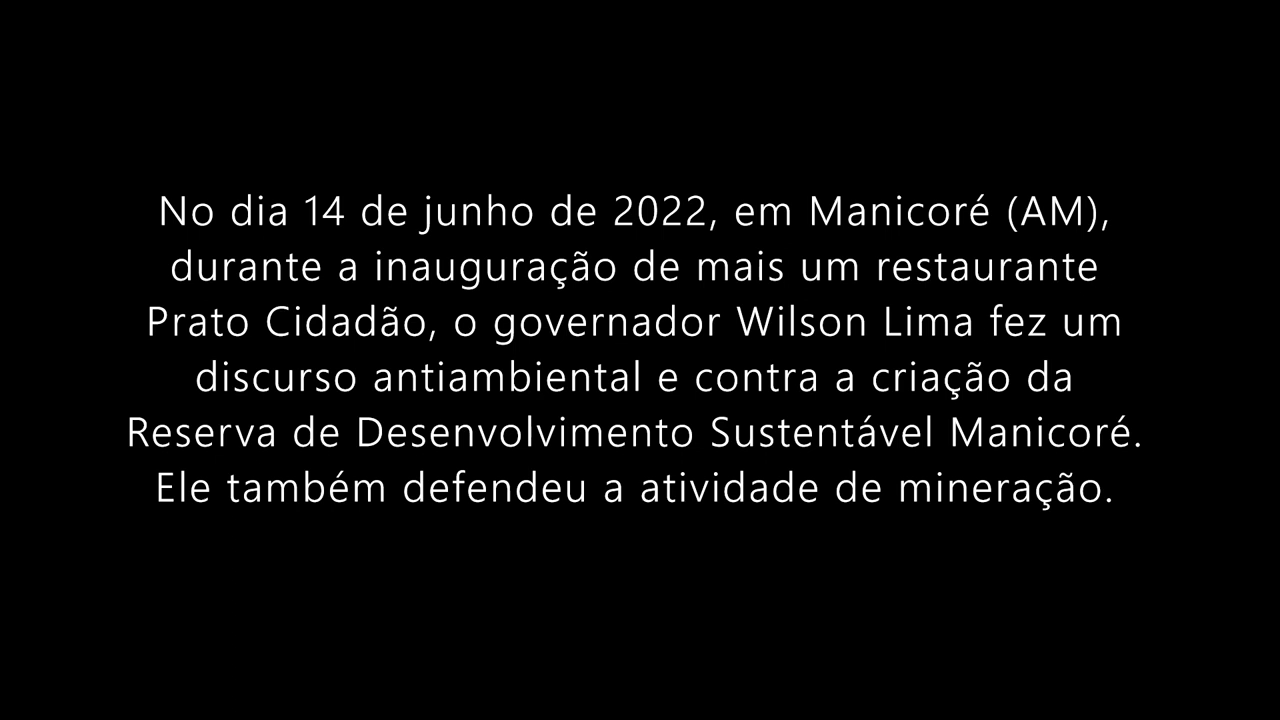 No dia 14 de junho de 2022, em Manicoré (AM),
durante a inauguração de mais um restaurante
Prato Cidadão, o governador Wilson Lima fez um
discurso antiambiental e contra a criação da
Reserva de Desenvolvimento Sustentável Manicoré.
Ele também defendeu a atividade de mineração.